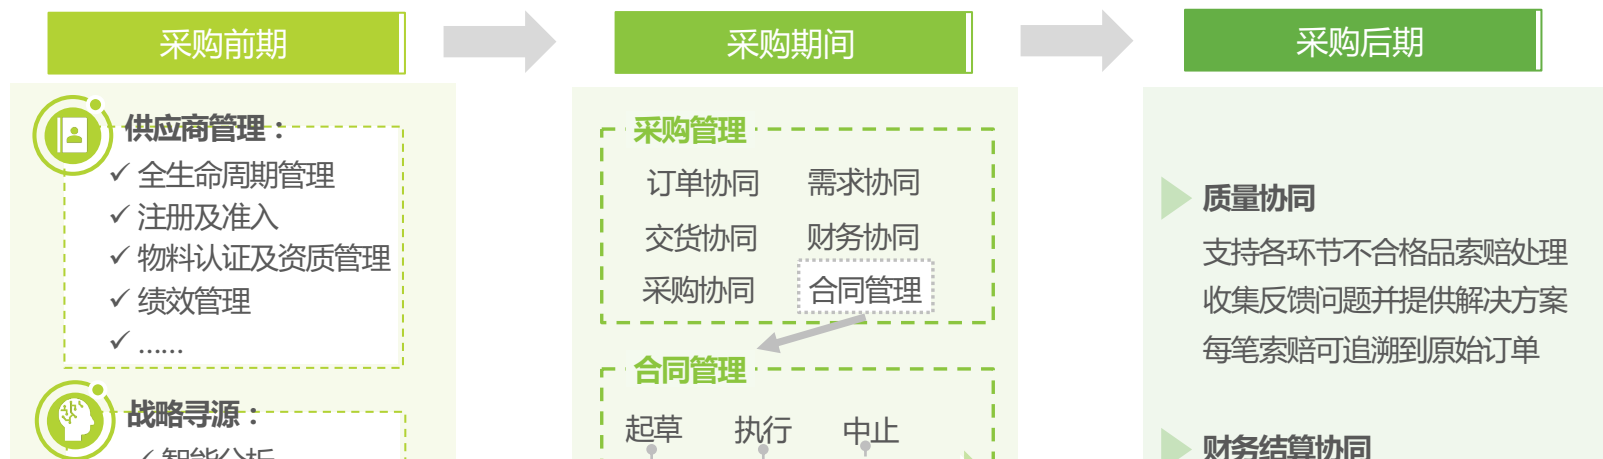 采购前期
采购期间
采购后期
供应商管理：
✓ 全生命周期管理
✓ 注册及准入
✓ 物料认证及资质管理
✓ 绩效管理
✓ ……
战略寻源：
✓ 智能分析
采购管理
订单协同 需求协同
交货协同 财务协同
采购协同 合同管理
合同管理
起草 执行 中止
质量协同
支持各环节不合格品索赔处理
收集反馈问题并提供解决方案
每笔索赔可追溯到原始订单
财务结算协同